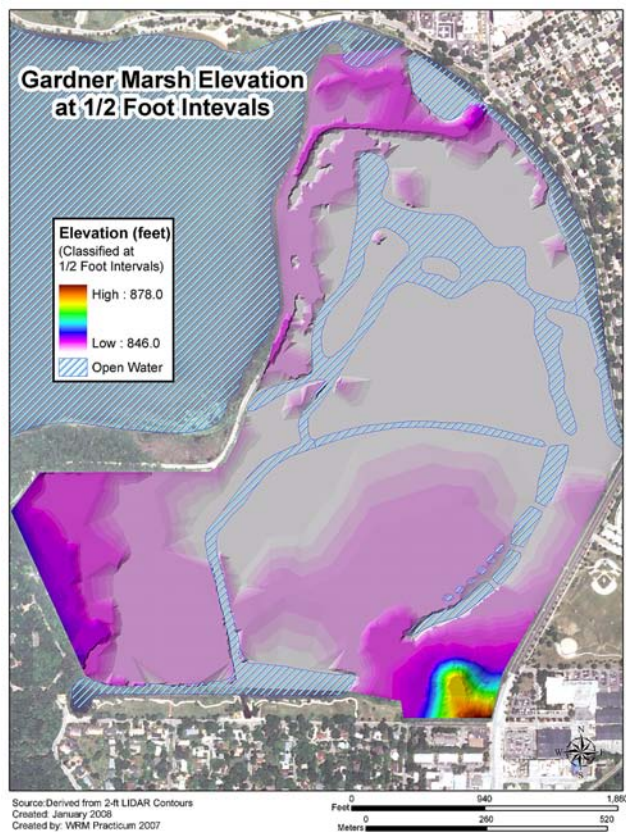 Gardner Marsh Elevation
at 1/2 Foot Intevals
Elevation (feet)
(Classified at
1/2 Foot Intervals)
High : 878.0
Low : 846.0
Open Water
N
W
E
S
Source:Derived from 2-ft LIDAR Contours
Created: January 2008
Created by: WRM Practicum 2007
0 940 1,880
Feet
0 260 520
Meters